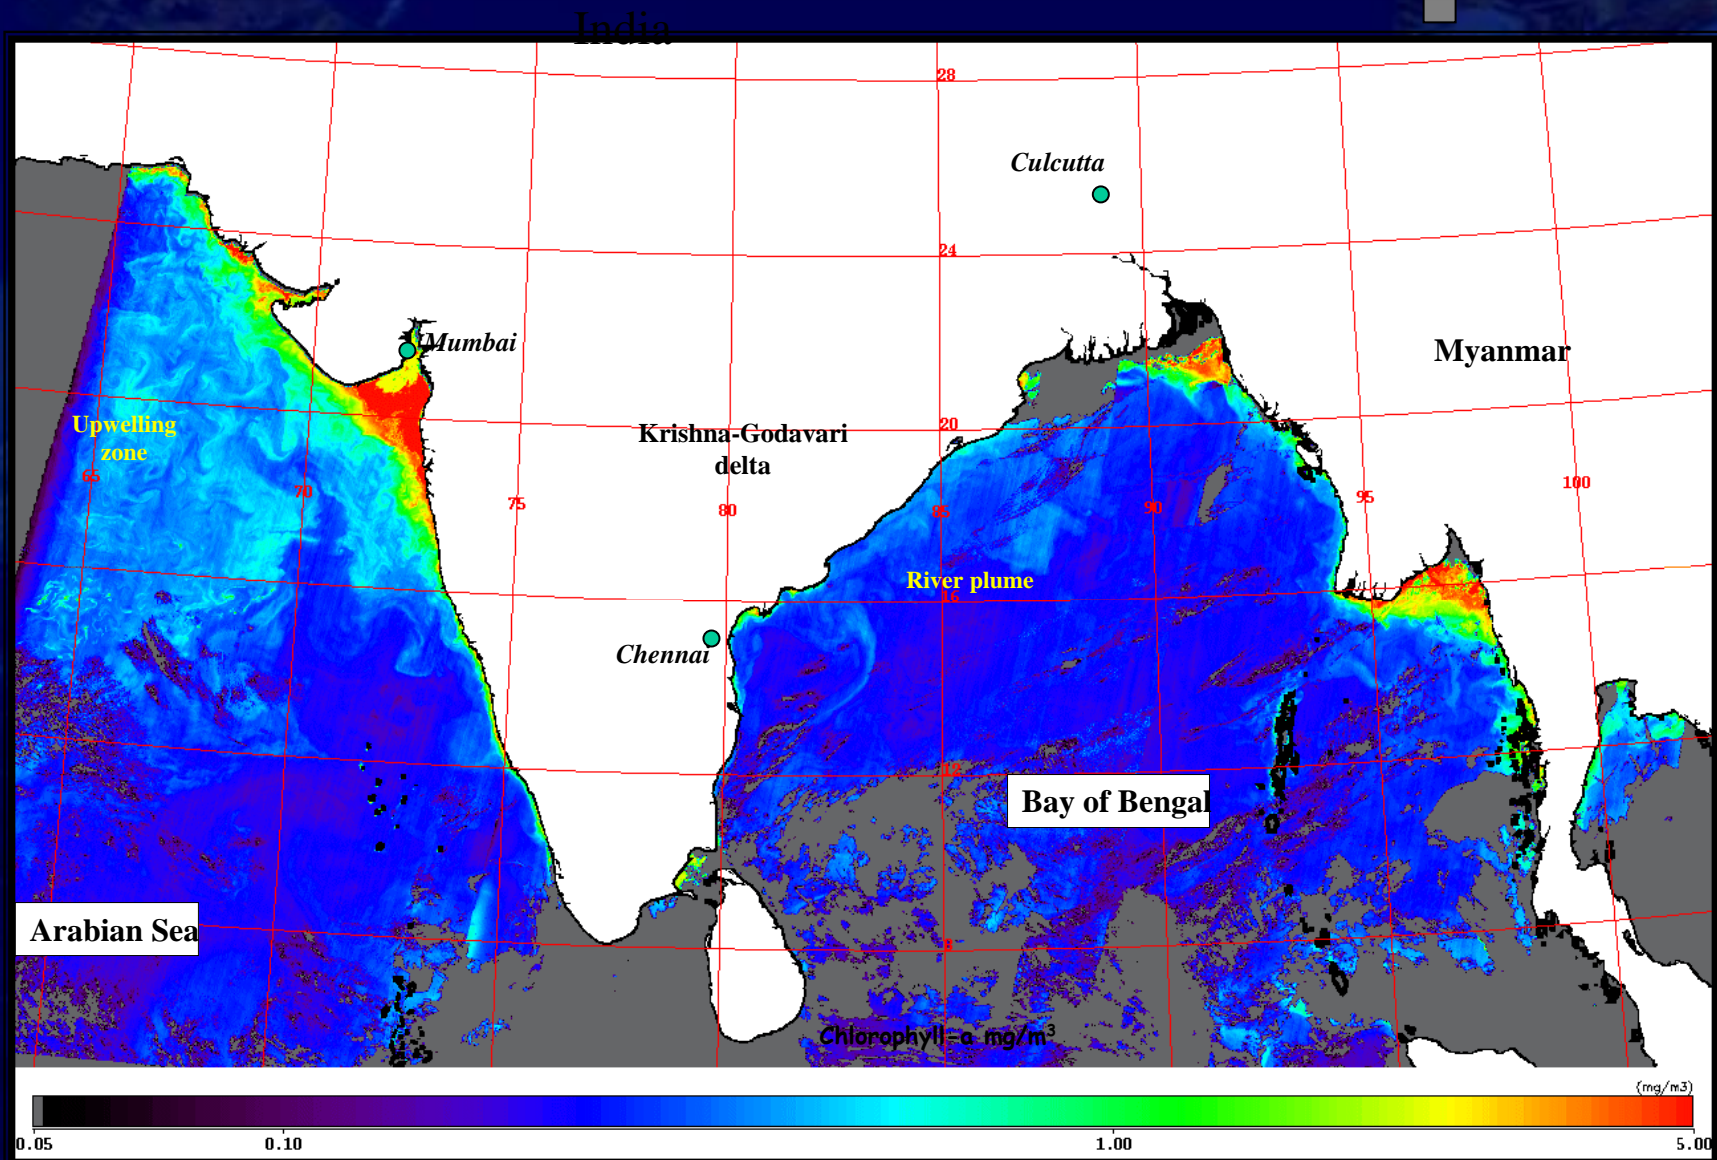 India
28
Culcutta
24
Mumbai
Myanmar
Upwelling
zone
Krishna-Godavari
delta
20
65
70
75
80
85
90
95
100
River plume
16
Chennai
12
Bay of Bengal
Arabian Sea
8
Chlorophyll-a mg/m³
(mg/m3)
0.05
0.10
1.00
5.00